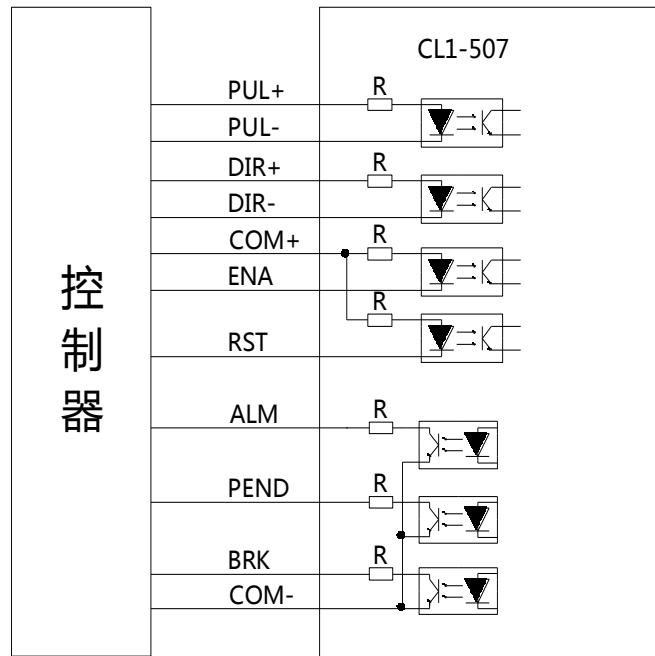 CL1-507
PUL+
R
PUL-
DIR+
R
DIR-
COM+
R
ENA
R
RST
控制器
ALM
R
PEND
R
BRK
R
COM-